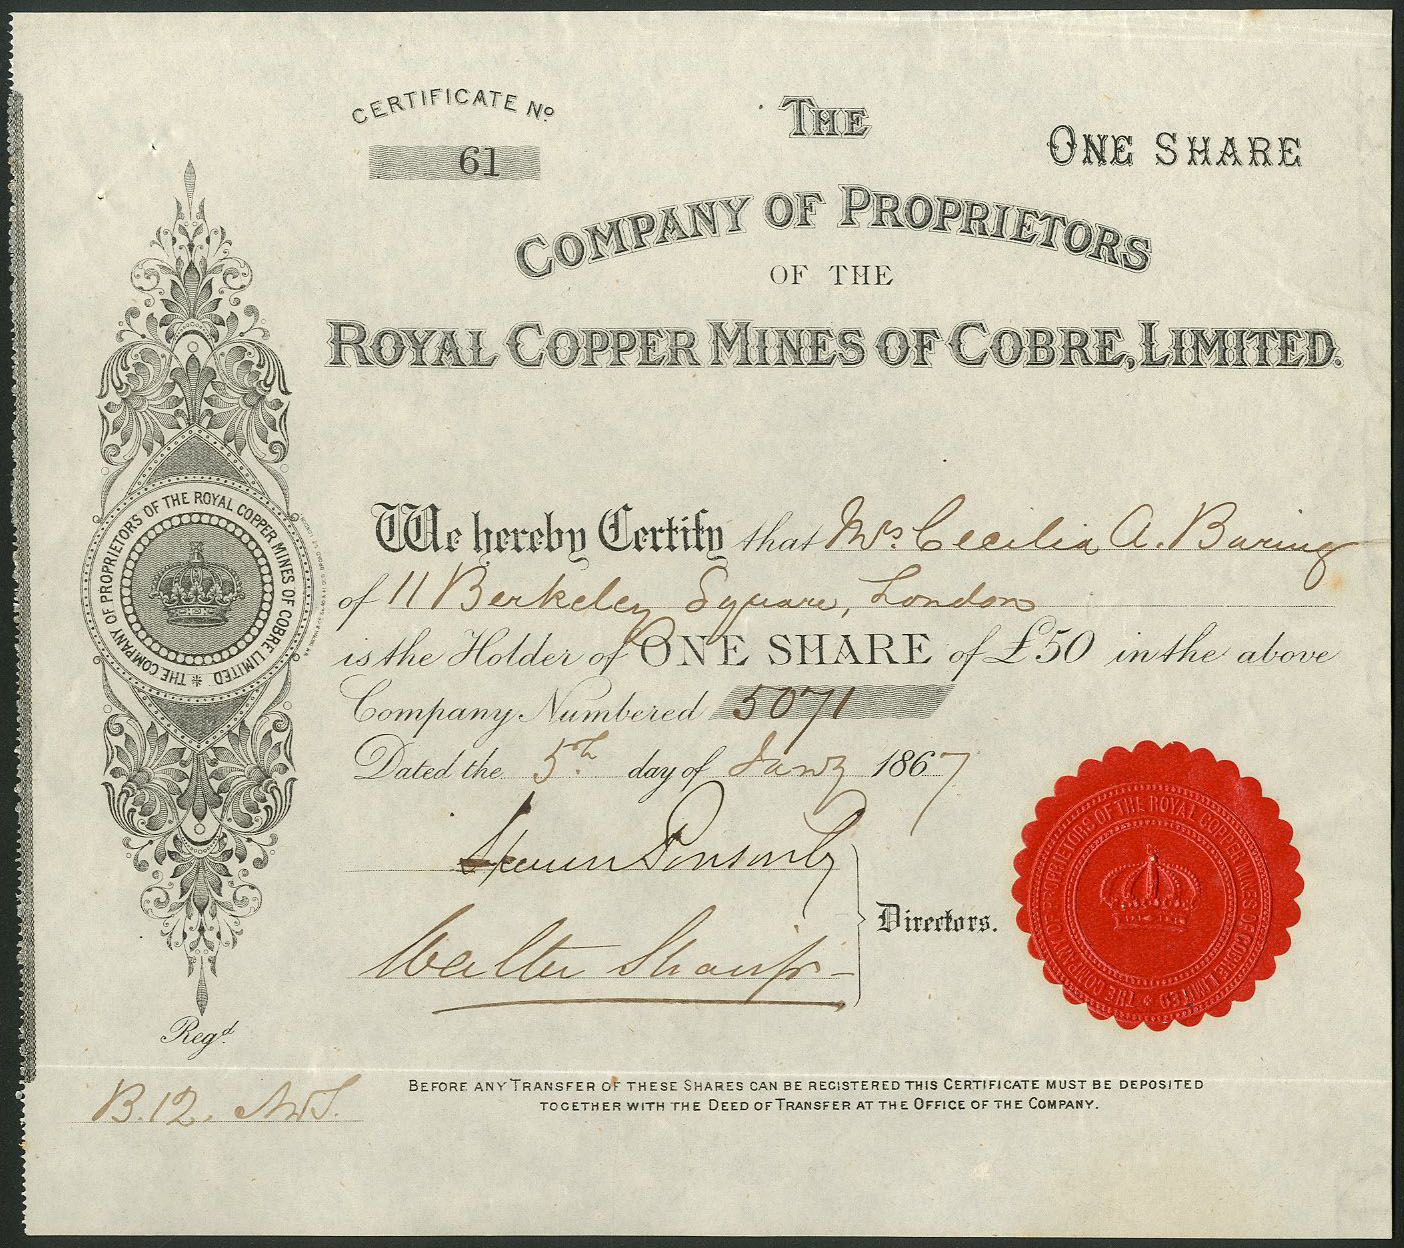 CERTIFICATE No
61
THE
ONE SHARE
COMPANY OF PROPRIETORS
OF THE
ROYAL COPPER MINES OF COBRE, LIMITED.
THE COMPANY OF PROPRIETORS OF THE ROYAL COPPER MINES OF COBRE LIMITED *
We hereby Certify that Mrs. Cecilia A. Baring
of 11 Berkeley Square, London
is the Holder of ONE SHARE of £50 in the above
Company Numbered 5071
Dated the 5th day of Jany 1867
Ponsonby
Walter Sharp
Directors.
THE COMPANY OF PROPRIETORS OF THE ROYAL COPPER MINES OF COBRE LIMITED
Regd.
B.12.
BEFORE ANY TRANSFER OF THESE SHARES CAN BE REGISTERED THIS CERTIFICATE MUST BE DEPOSITED
TOGETHER WITH THE DEED OF TRANSFER AT THE OFFICE OF THE COMPANY.